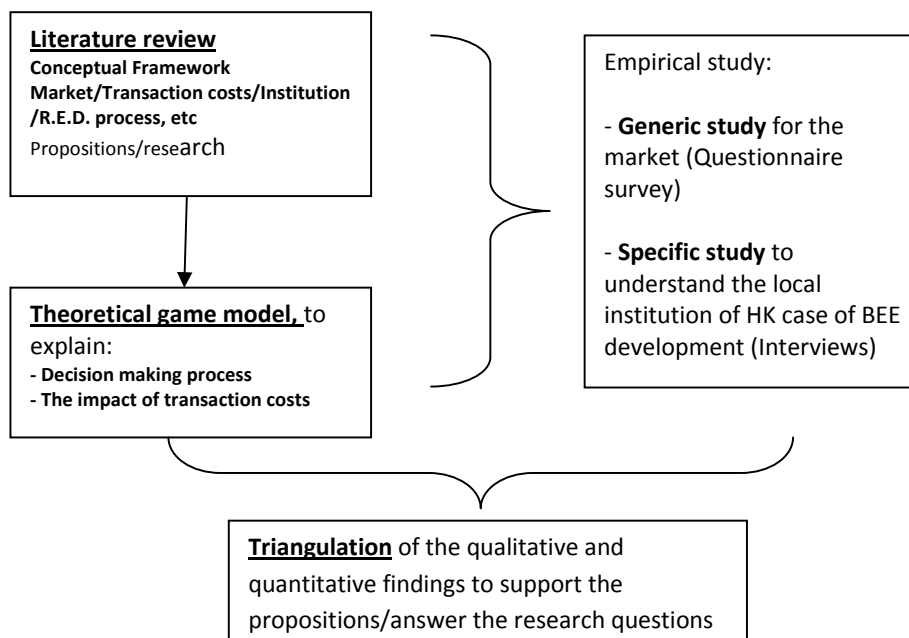 Literature review
Conceptual Framework
Market/Transaction costs/Institution
/R.E.D. process, etc
Propositions/research
Theoretical game model, to
explain:
- Decision making process
- The impact of transaction costs
Empirical study:
- Generic study for the
market (Questionnaire
survey)
- Specific study to
understand the local
institution of HK case of BEE
development (Interviews)
Triangulation of the qualitative and
quantitative findings to support the
propositions/answer the research questions